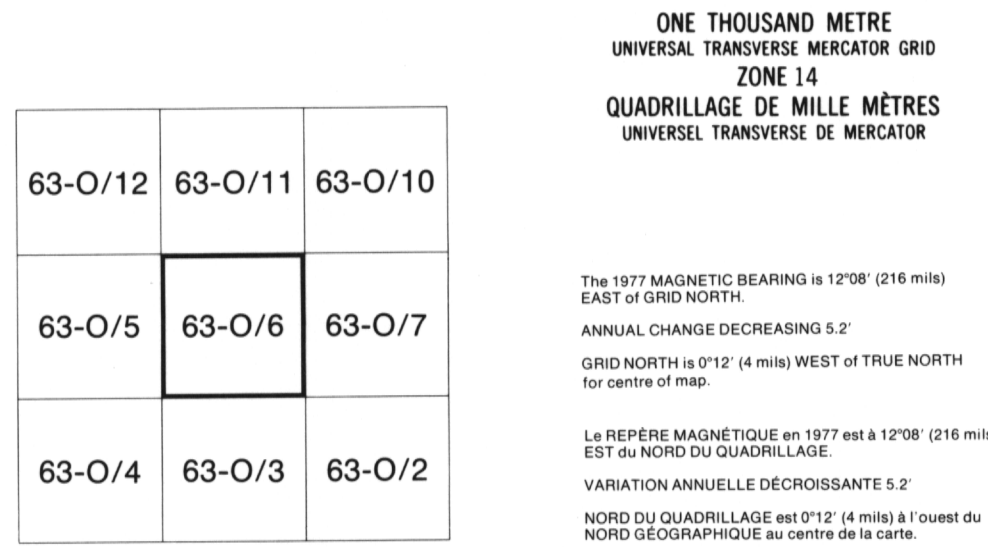 ONE THOUSAND METRE
UNIVERSAL TRANSVERSE MERCATOR GRID
ZONE 14
QUADRILLAGE DE MILLE MÈTRES
UNIVERSEL TRANSVERSE DE MERCATOR
63-O/12 63-O/11 63-O/10
63-O/5 63-O/6 63-O/7
63-O/4 63-O/3 63-O/2
The 1977 MAGNETIC BEARING is 12°08′ (216 mils)
EAST of GRID NORTH.
ANNUAL CHANGE DECREASING 5.2′
GRID NORTH is 0°12′ (4 mils) WEST of TRUE NORTH
for centre of map.
Le REPÈRE MAGNÉTIQUE en 1977 est à 12°08′ (216 mils
EST du NORD DU QUADRILLAGE.
VARIATION ANNUELLE DÉCROISSANTE 5.2′
NORD DU QUADRILLAGE est 0°12′ (4 mils) à l'ouest du
NORD GÉOGRAPHIQUE au centre de la carte.